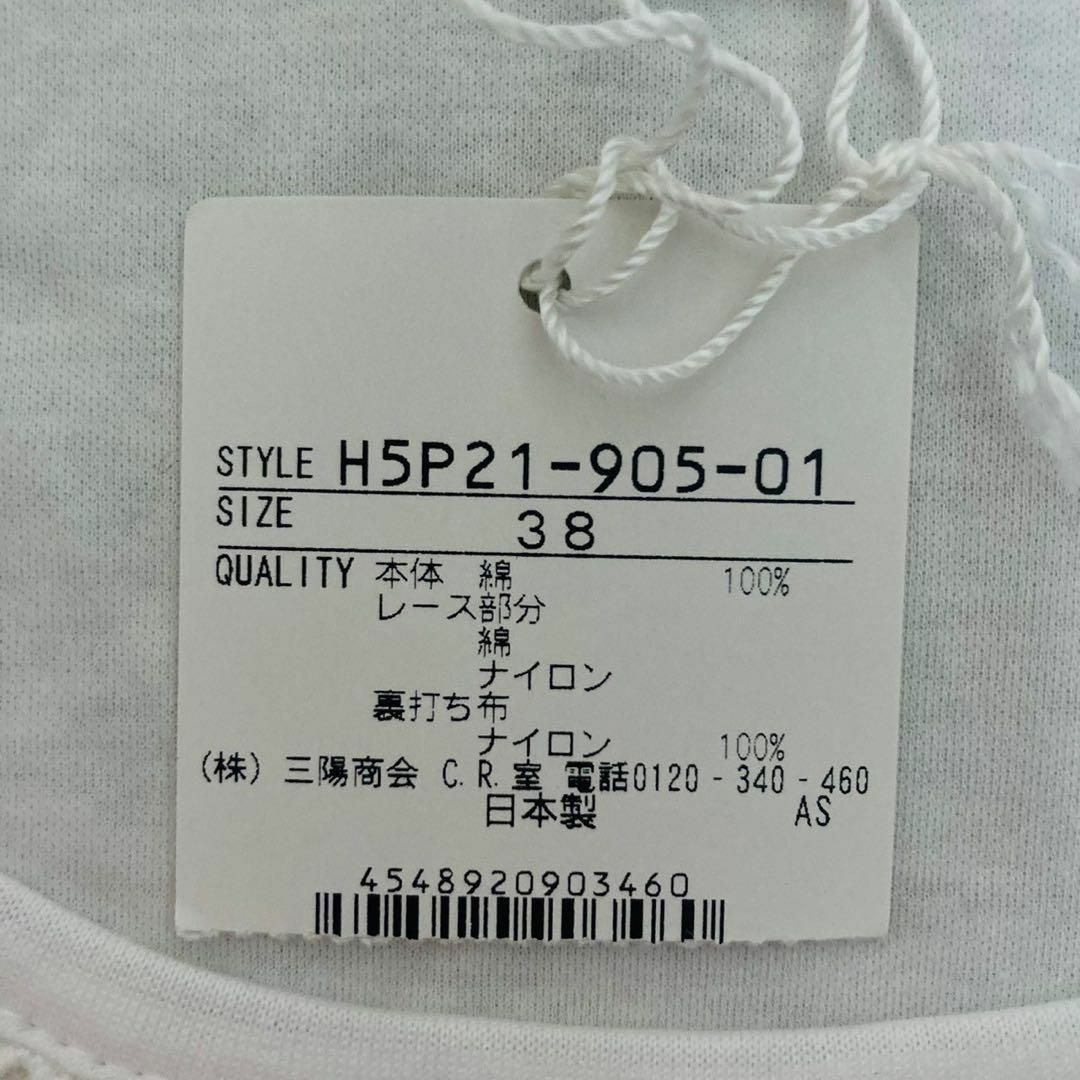 STYLE H5P21-905-01
SIZE 38
QUALITY 本体 綿 100%
レース部分
綿
ナイロン
裏打ち布
ナイロン 100%
(株) 三陽商会 C.R.室 電話0120-340-460
日本製 AS
4548920903460